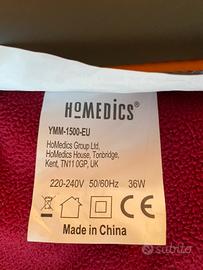 HOMEDICS
YMM-1500-EU
HoMedics Group Ltd,
HoMedics House, Tonbridge,
Kent, TN11 0GP, UK
220-240V 50/60Hz 36W
Made in China
subito